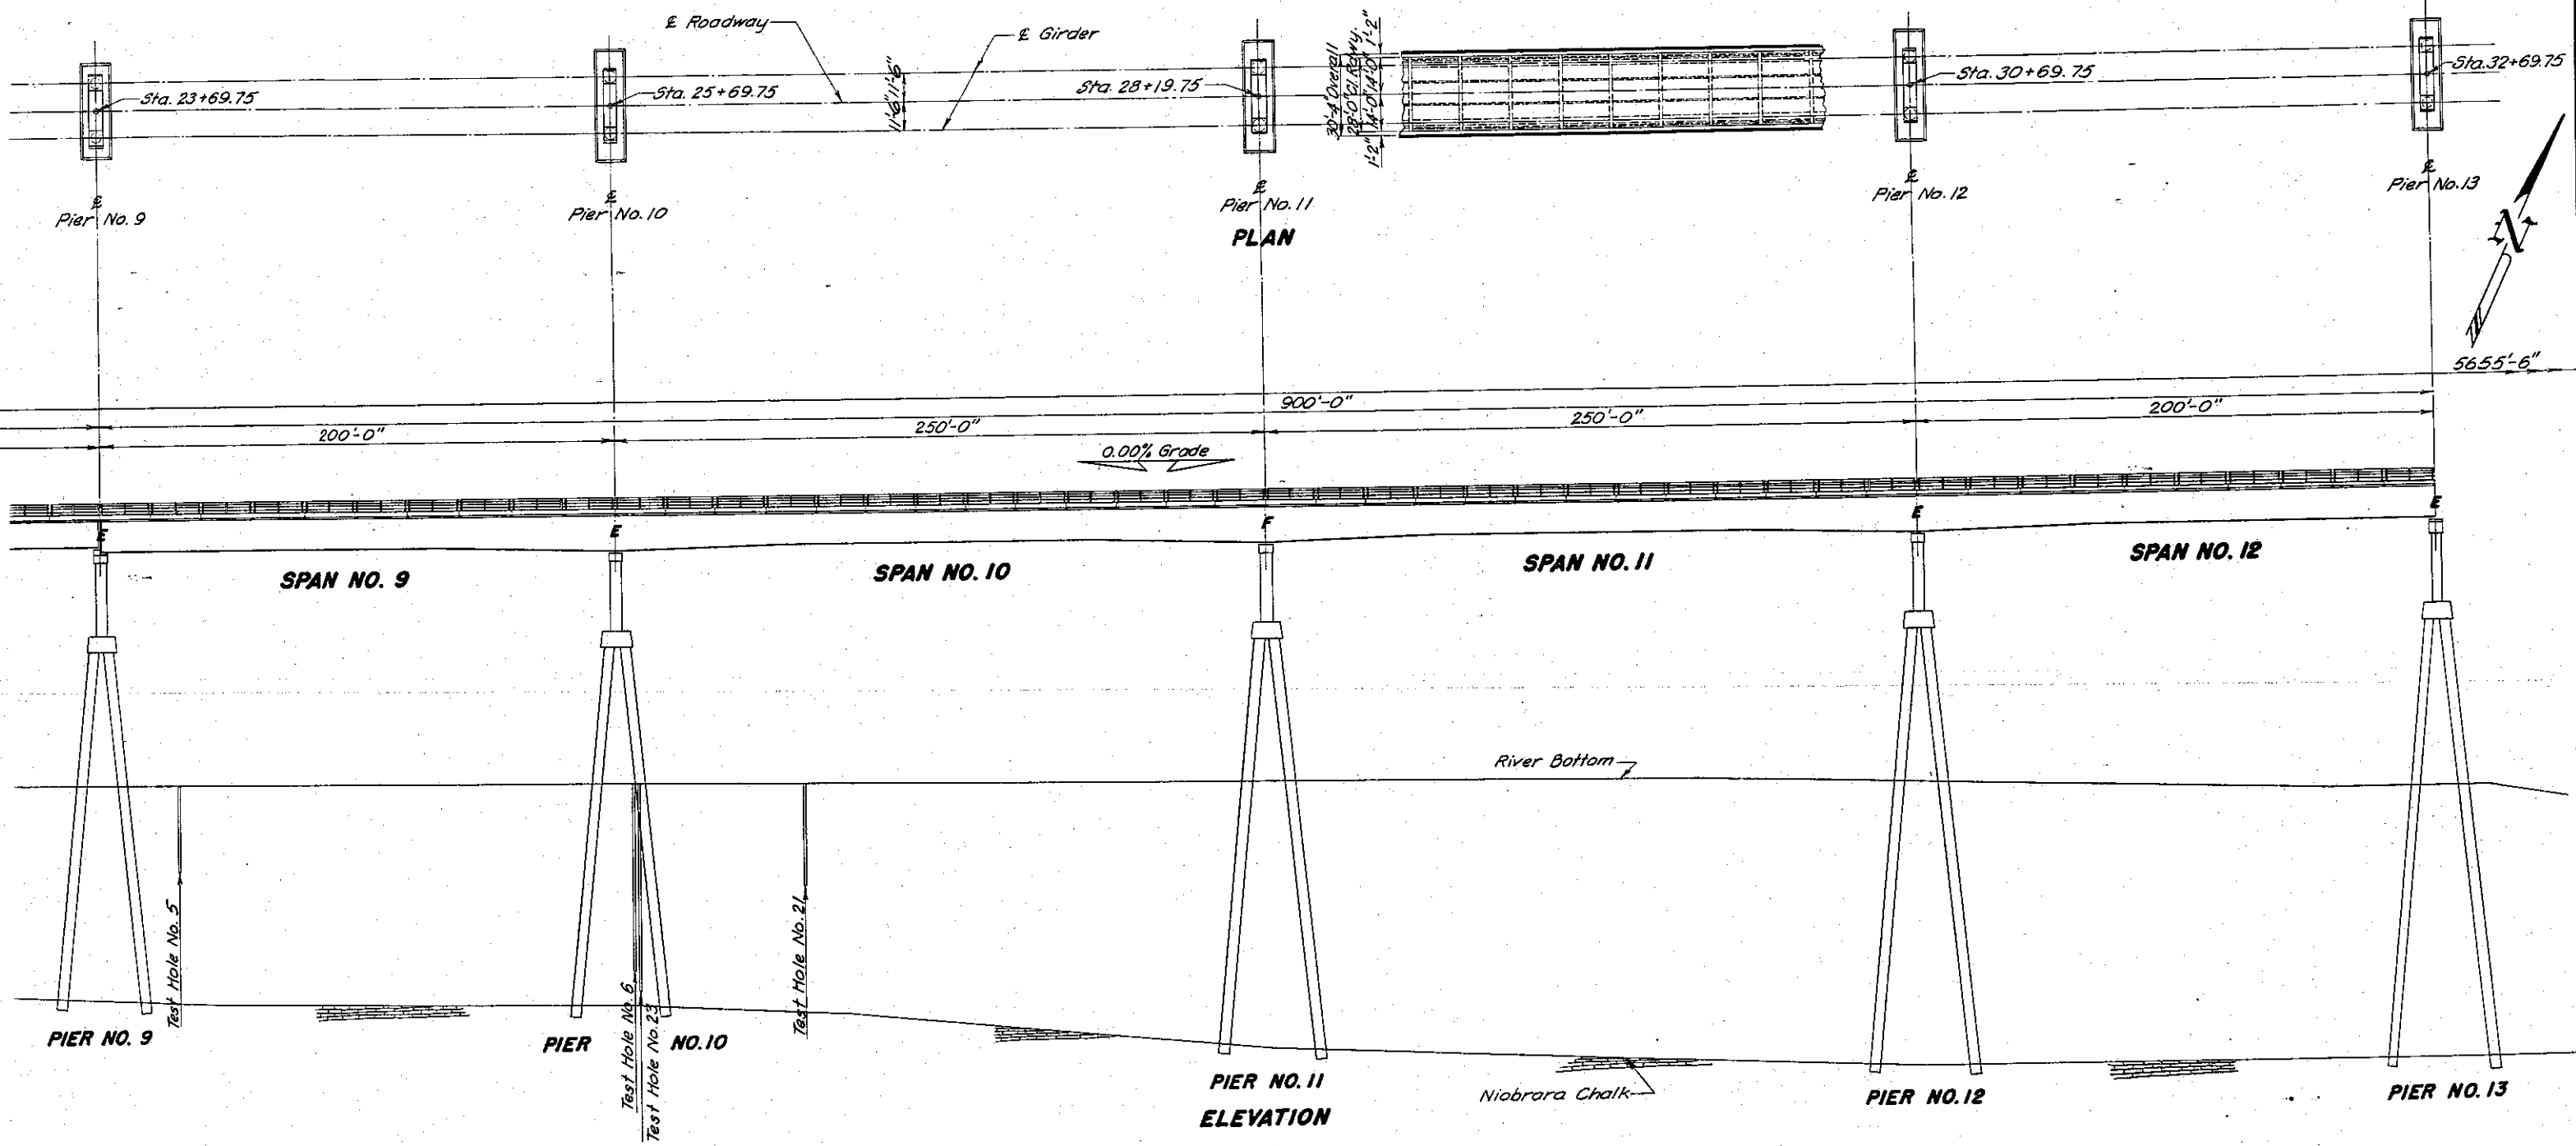 ℄ Roadway
℄ Girder
Sta. 23+69.75
Sta. 25+69.75
11'-6" 11'-6"
Sta. 28+19.75
30'-4" Overall
28'-0" Cl. Rdwy.
1'-2" 14'-0" 14'-0" 1'-2"
Sta. 30+69.75
Sta. 32+69.75
℄
Pier No. 9
℄
Pier No. 10
℄
Pier No. 11
℄
Pier No. 12
℄
Pier No. 13
PLAN
N
5655'-6"
900'-0"
200'-0"
250'-0"
250'-0"
200'-0"
0.00% Grade
E
E
F
E
E
SPAN NO. 9
SPAN NO. 10
SPAN NO. 11
SPAN NO. 12
River Bottom
Test Hole No. 5
Test Hole No. 6
Test Hole No. 23
Test Hole No. 21
PIER NO. 9
PIER NO. 10
PIER NO. 11
Niobrara Chalk
PIER NO. 12
PIER NO. 13
ELEVATION